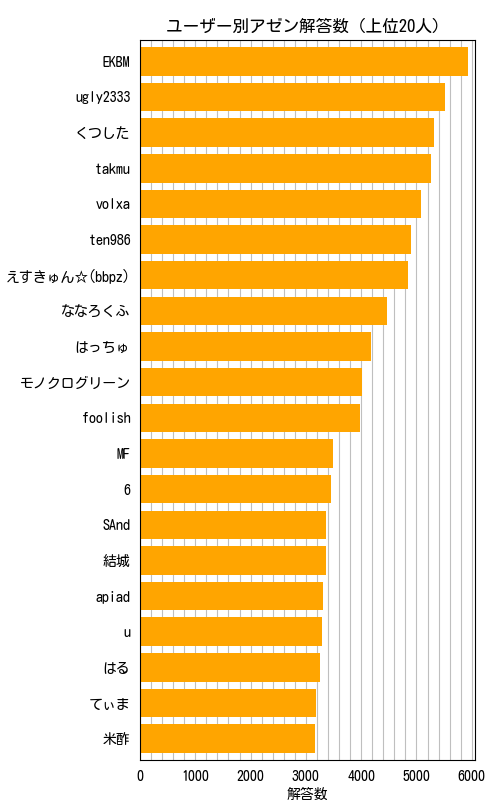 ユーザー別アゼン解答数（上位20人）
EKBM
ugly2333
くつした
takmu
volxa
ten986
えすきゅん☆(bbpz)
ななろくふ
はっちゅ
モノクログリーン
foolish
MF
6
SAnd
結城
apiad
u
はる
てぃま
米酢
0 1000 2000 3000 4000 5000 6000
解答数